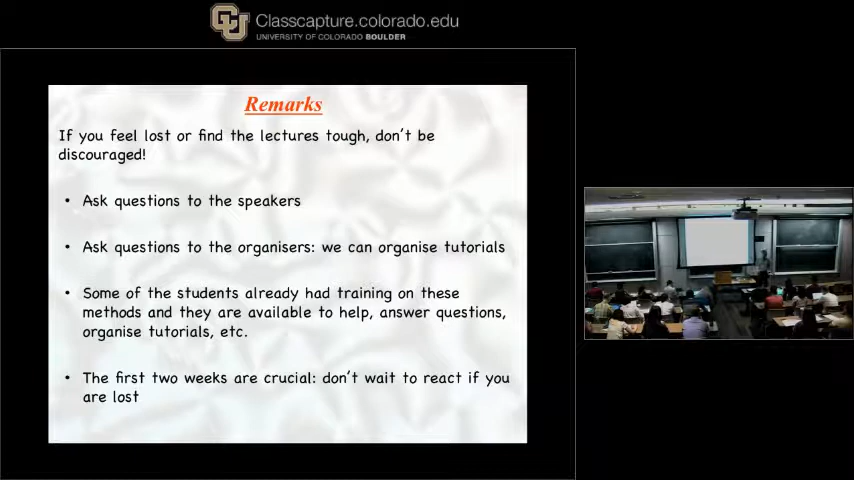 Classcapture.colorado.edu
UNIVERSITY OF COLORADO BOULDER
Remarks
If you feel lost or find the lectures tough, don't be
discouraged!
• Ask questions to the speakers
• Ask questions to the organisers: we can organise tutorials
• Some of the students already had training on these
methods and they are available to help, answer questions,
organise tutorials, etc.
• The first two weeks are crucial: don't wait to react if you
are lost